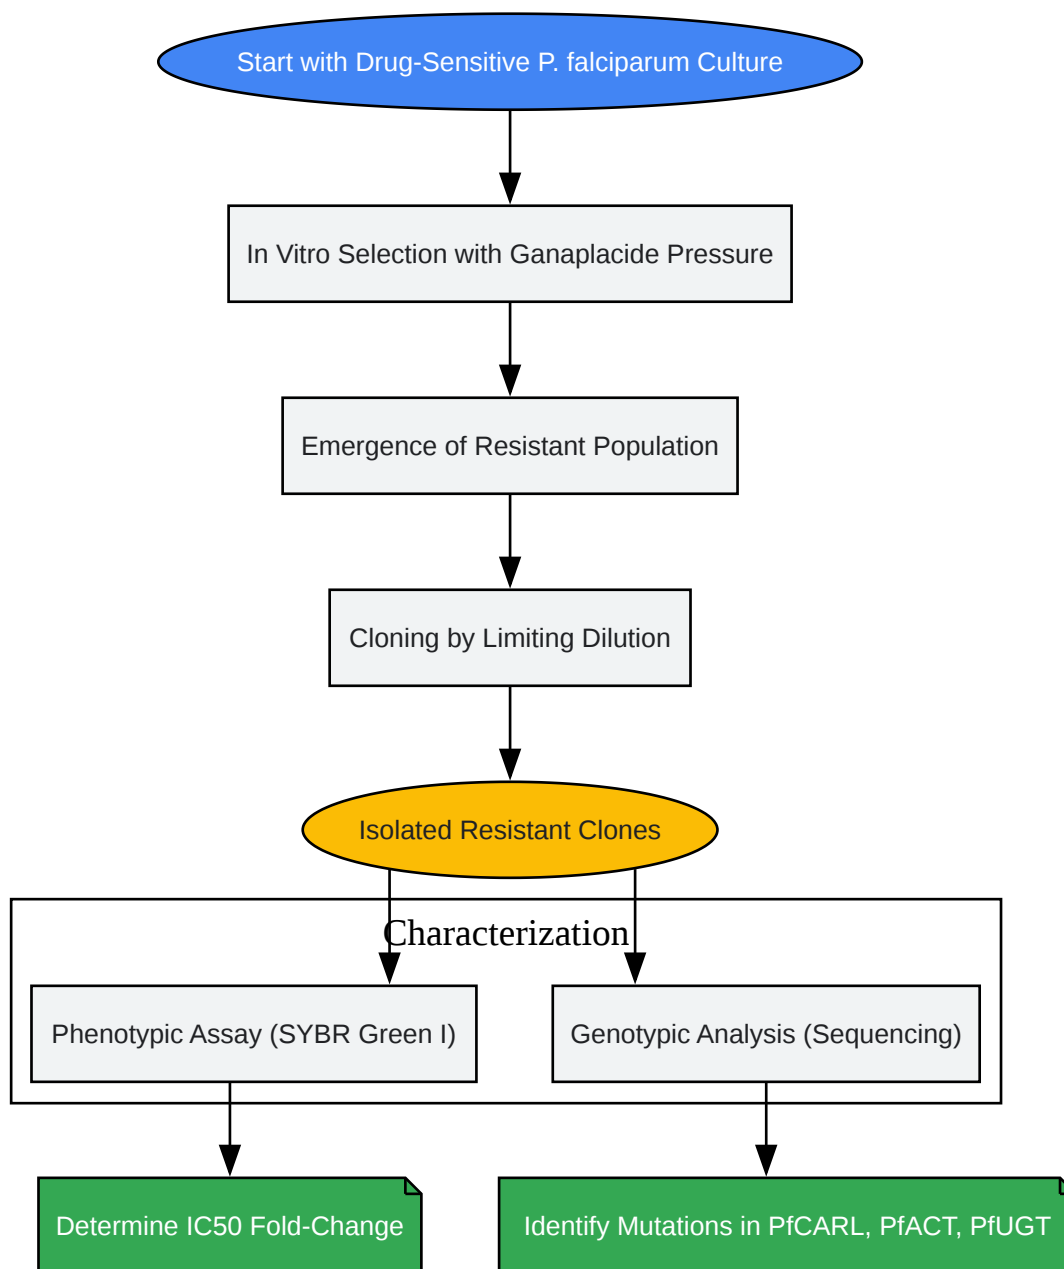 Start with Drug-Sensitive P. falciparum Culture
In Vitro Selection with Ganaplacide Pressure
Emergence of Resistant Population
Cloning by Limiting Dilution
Isolated Resistant Clones
Characterization
Phenotypic Assay (SYBR Green I)
Genotypic Analysis (Sequencing)
Determine IC50 Fold-Change
Identify Mutations in PfCARL, PfACT, PfUGT